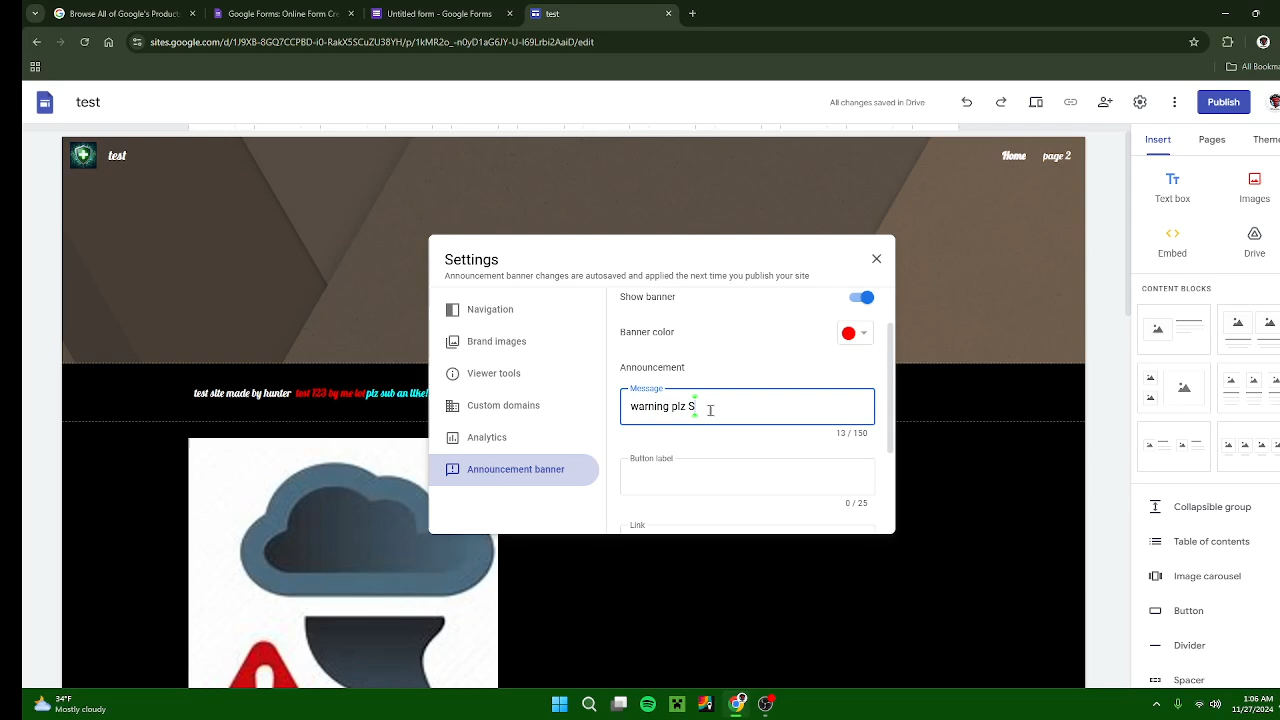 Google Browse All of Google's Product
Google Forms: Online Form Cre
Untitled form - Google Settings
test
sites.google.com/d/1J9XB-8GQ7CCPBD-i0-RakX5SCuZU38YH/p/1kMR2o_-n0yD1aG6JY-U-I69Lrbi2AaiD/edit
All Bookma
test
All changes saved in Drive
Publish
Insert
Pages
Theme
test
Home
page 2
Tt
Text box
Images
Embed
Drive
CONTENT BLOCKS
Settings
Announcement banner changes are autosaved and applied the next time you publish your site
Navigation
Brand images
Viewer tools
Custom domains
Analytics
Announcement banner
Show banner
Banner color
Announcement
Message
warning plz S
13 / 150
Button label
0 / 25
Link
test site made by hunter test 123 by me lol plz sub an like!
Collapsible group
Table of contents
Image carousel
Button
Divider
Spacer
34°F
Mostly cloudy
1:06 AM
11/27/2024